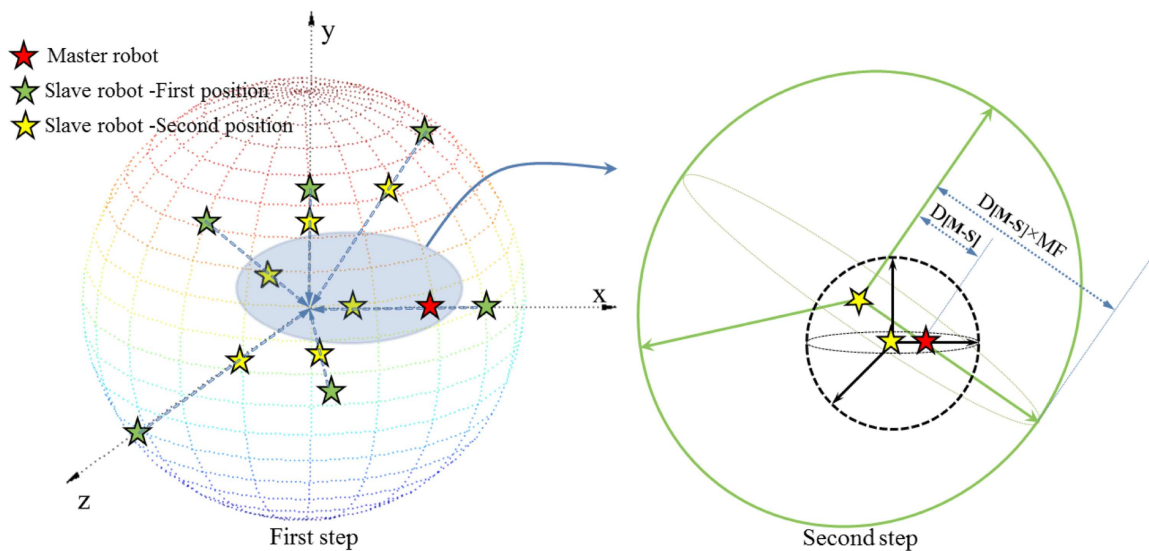 y
Master robot
Slave robot -First position
Slave robot -Second position
x
z
First step
D[M-S]
D[M-S]×MF
Second step